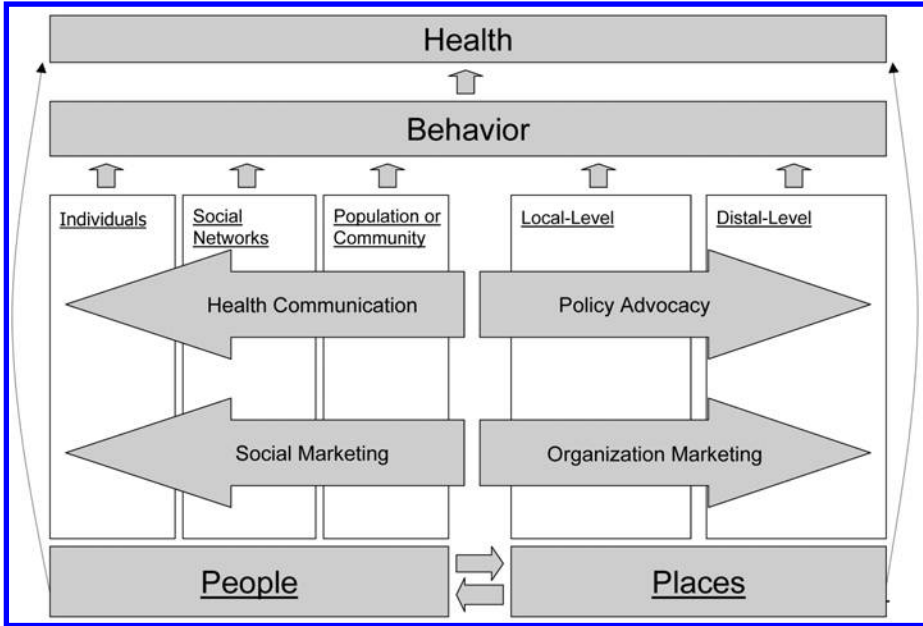 Health
Behavior
Individuals
Social
Networks
Population or
Community
Local-Level
Distal-Level
Health Communication
Policy Advocacy
Social Marketing
Organization Marketing
People
Places